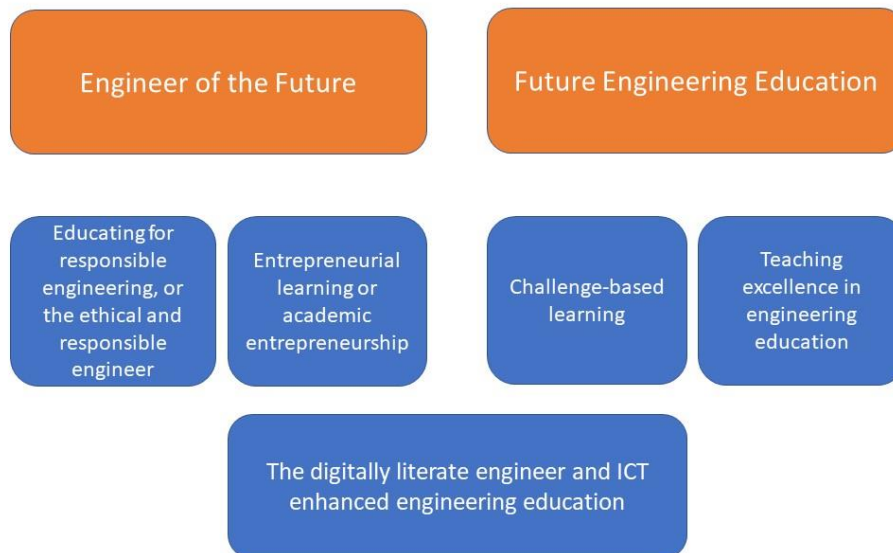 Engineer of the Future
Future Engineering Education
Educating for
responsible
engineering, or
the ethical and
responsible
engineer
Entrepreneurial
learning or
academic
entrepreneurship
Challenge-based
learning
Teaching
excellence in
engineering
education
The digitally literate engineer and ICT
enhanced engineering education